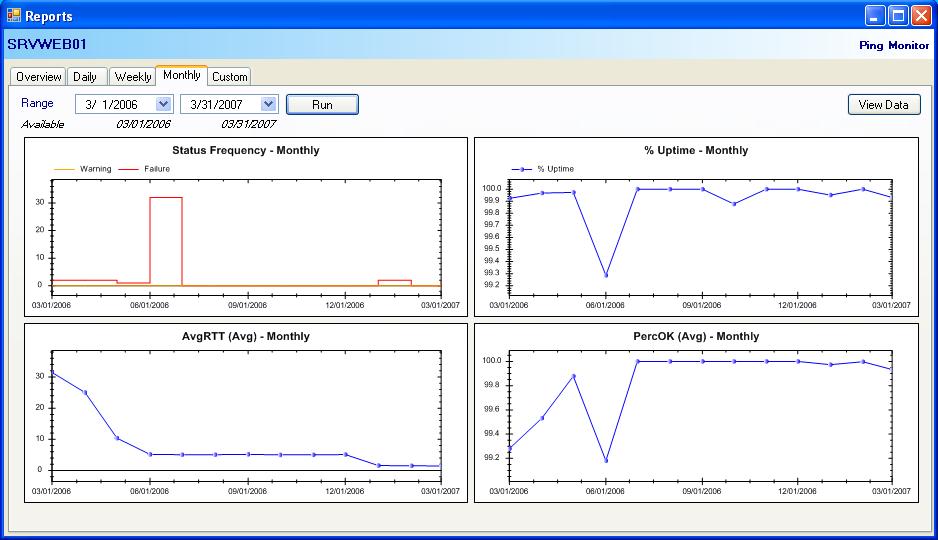 Reports
SRVWEB01 Ping Monitor
Overview Daily Weekly Monthly Custom
Range 3/ 1/2006 3/31/2007 Run View Data
Available 03/01/2006 03/31/2007
Status Frequency - Monthly
Warning Failure
30
20
10
0
03/01/2006 06/01/2006 09/01/2006 12/01/2006 03/01/2007
% Uptime - Monthly
% Uptime
100.0
99.9
99.8
99.7
99.6
99.5
99.4
99.3
99.2
03/01/2006 06/01/2006 09/01/2006 12/01/2006 03/01/2007
AvgRTT (Avg) - Monthly
30
20
10
0
03/01/2006 06/01/2006 09/01/2006 12/01/2006 03/01/2007
PercOK (Avg) - Monthly
100.0
99.8
99.6
99.4
99.2
03/01/2006 06/01/2006 09/01/2006 12/01/2006 03/01/2007